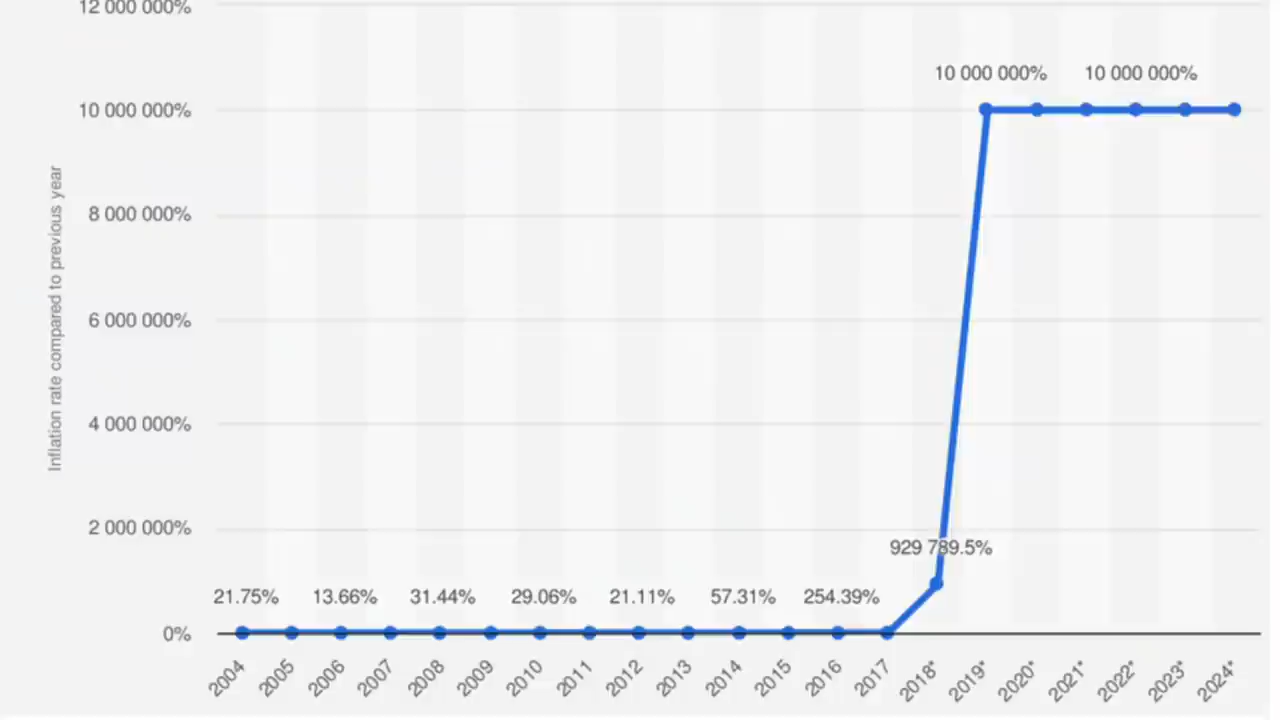 12 000 000%
10 000 000% 10 000 000%
10 000 000%
8 000 000%
6 000 000%
4 000 000%
2 000 000%
0%
Inflation rate compared to previous year
929 789.5%
21.75% 13.66% 31.44% 29.06% 21.11% 57.31% 254.39%
2004 2005 2006 2007 2008 2009 2010 2011 2012 2013 2014 2015 2016 2017 2018* 2019* 2020* 2021* 2022* 2023* 2024*